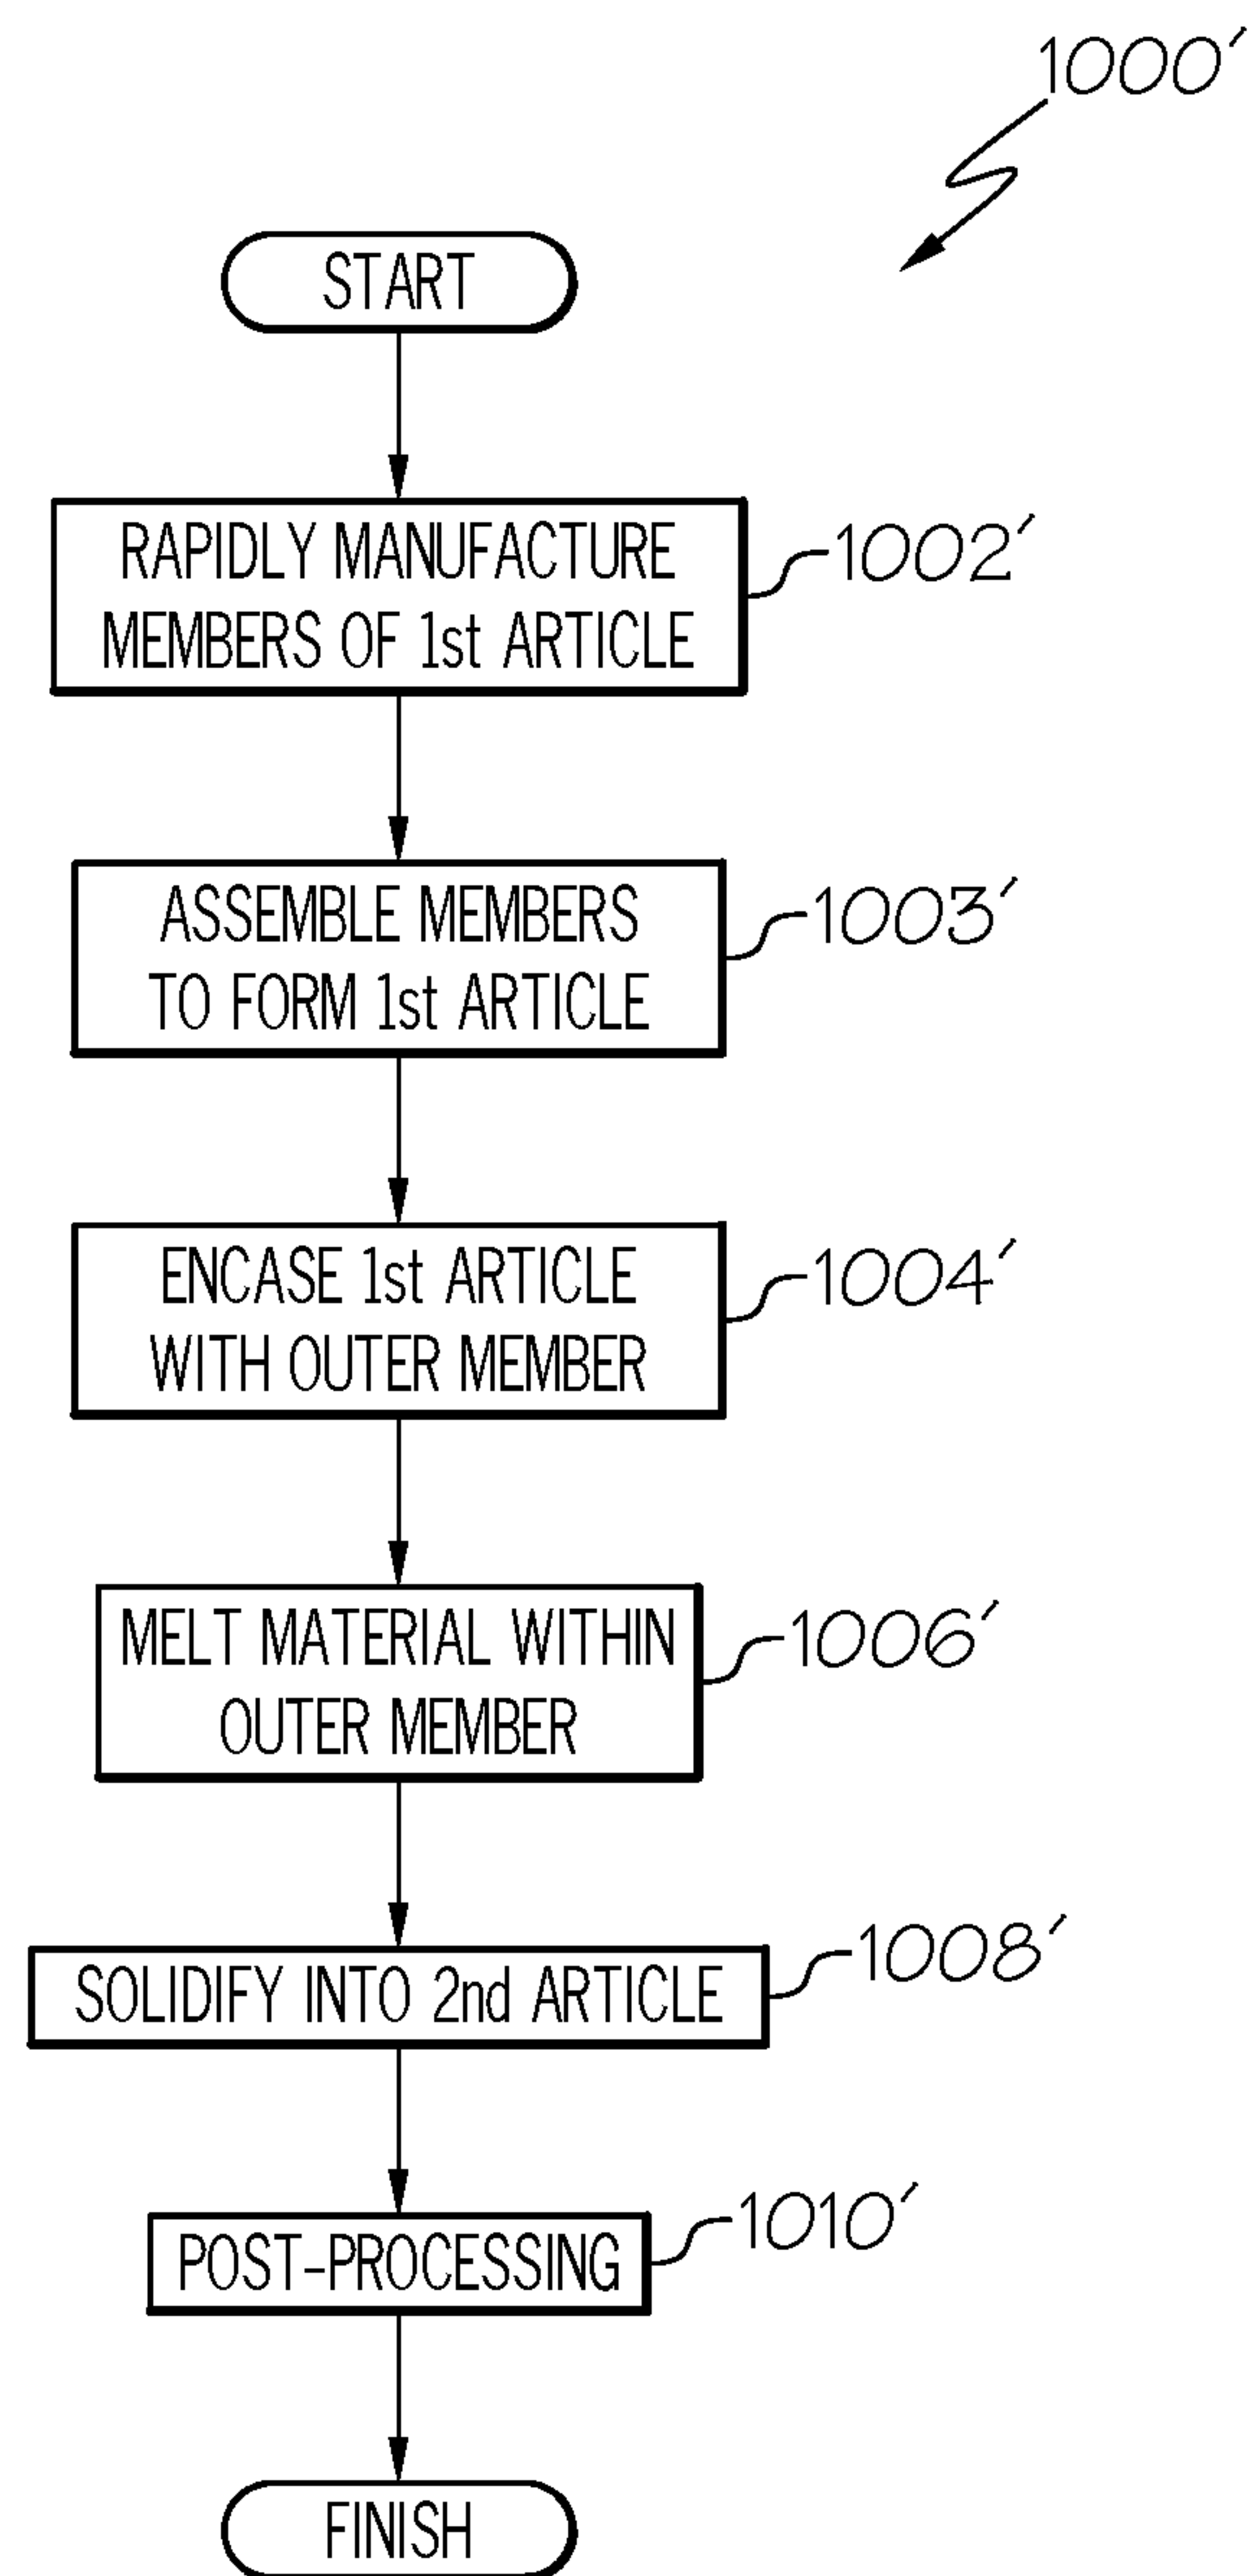 1000'
START
RAPIDLY MANUFACTURE
MEMBERS OF 1st ARTICLE
1002'
ASSEMBLE MEMBERS
TO FORM 1st ARTICLE
1003'
ENCASE 1st ARTICLE
WITH OUTER MEMBER
1004'
MELT MATERIAL WITHIN
OUTER MEMBER
1006'
SOLIDIFY INTO 2nd ARTICLE
1008'
POST-PROCESSING
1010'
FINISH